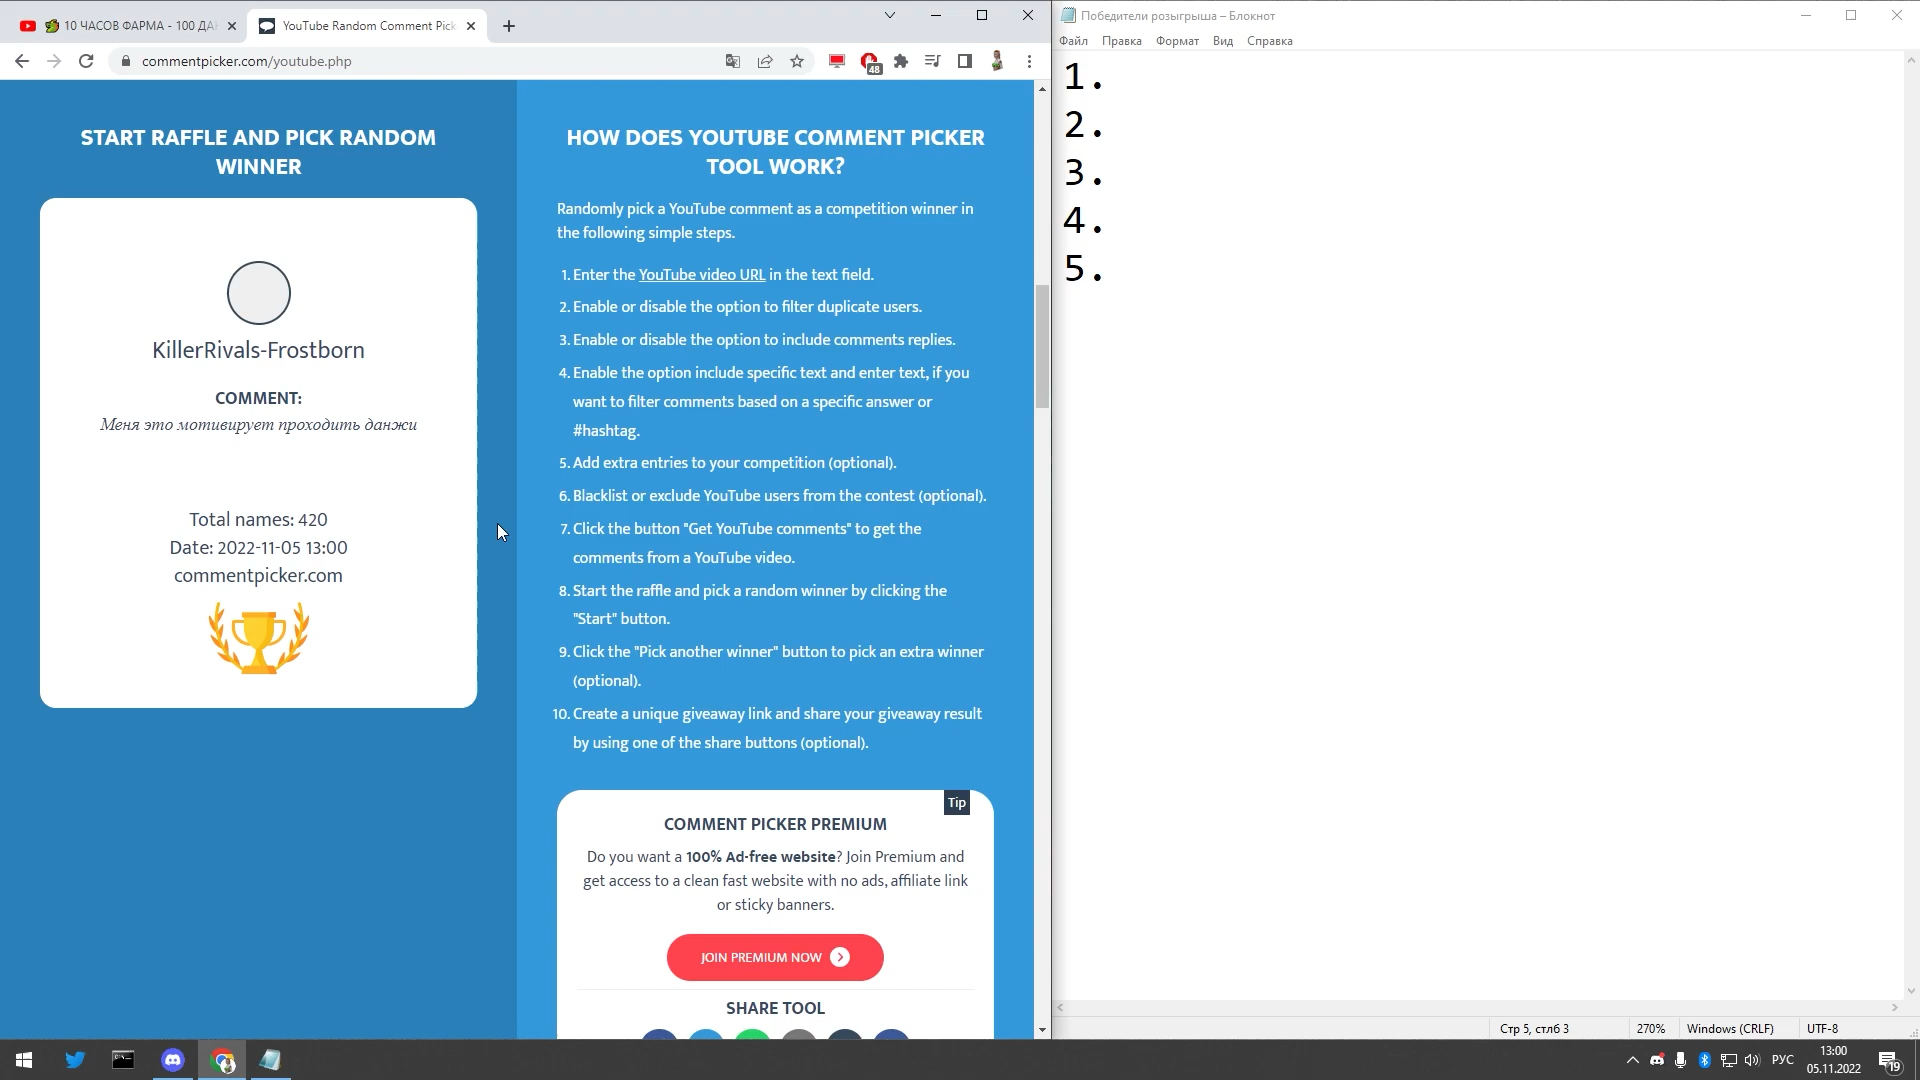 10 ЧАСОВ ФАРМА - 100 ДАН
YouTube Random Comment Pick
commentpicker.com/youtube.php
48
START RAFFLE AND PICK RANDOM
WINNER
KillerRivals-Frostborn
COMMENT:
Меня это мотивирует проходить данжи
Total names: 420
Date: 2022-11-05 13:00
commentpicker.com
HOW DOES YOUTUBE COMMENT PICKER
TOOL WORK?
Randomly pick a YouTube comment as a competition winner in
the following simple steps.
1. Enter the YouTube video URL in the text field.
2. Enable or disable the option to filter duplicate users.
3. Enable or disable the option to include comments replies.
4. Enable the option include specific text and enter text, if you
want to filter comments based on a specific answer or
#hashtag.
5. Add extra entries to your competition (optional).
6. Blacklist or exclude YouTube users from the contest (optional).
7. Click the button "Get YouTube comments" to get the
comments from a YouTube video.
8. Start the raffle and pick a random winner by clicking the
"Start" button.
9. Click the "Pick another winner" button to pick an extra winner
(optional).
10. Create a unique giveaway link and share your giveaway result
by using one of the share buttons (optional).
Tip
COMMENT PICKER PREMIUM
Do you want a 100% Ad-free website? Join Premium and
get access to a clean fast website with no ads, affiliate link
or sticky banners.
JOIN PREMIUM NOW
SHARE TOOL
Победители розыгрыша – Блокнот
Файл Правка Формат Вид Справка
1.
2.
3.
4.
5.
Стр 5, стлб 3
270%
Windows (CRLF)
UTF-8
РУС
13:00
05.11.2022
19